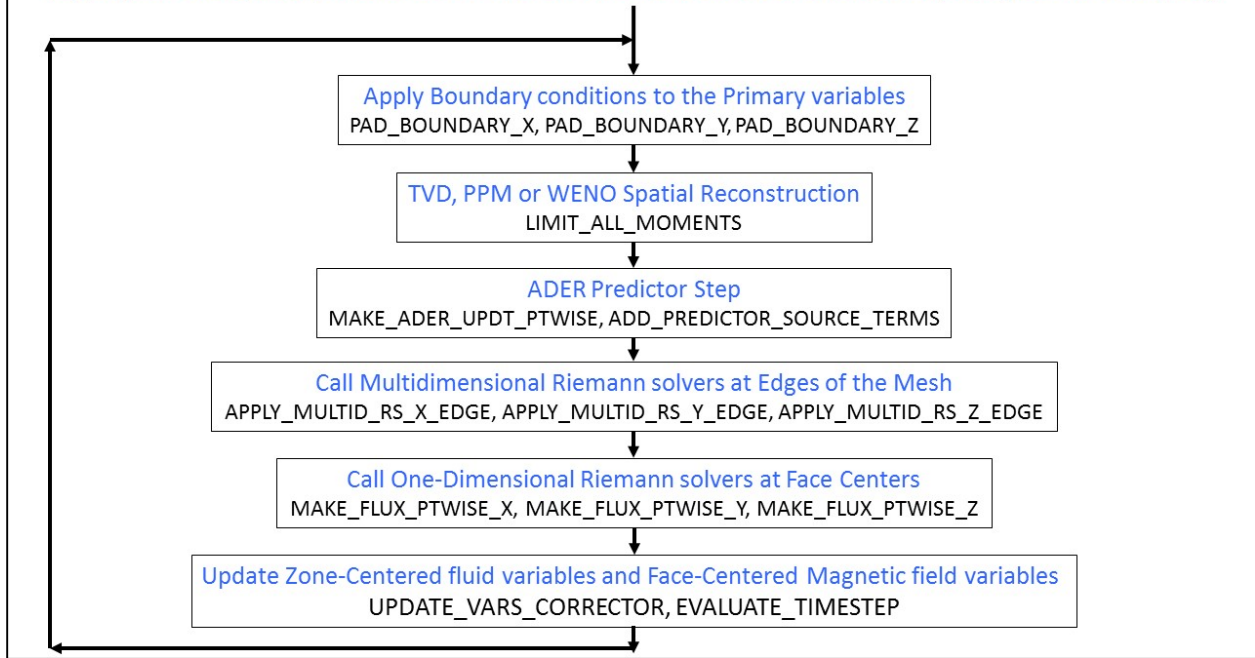 Apply Boundary conditions to the Primary variables
PAD_BOUNDARY_X, PAD_BOUNDARY_Y, PAD_BOUNDARY_Z
TVD, PPM or WENO Spatial Reconstruction
LIMIT_ALL_MOMENTS
ADER Predictor Step
MAKE_ADER_UPDT_PTWISE, ADD_PREDICTOR_SOURCE_TERMS
Call Multidimensional Riemann solvers at Edges of the Mesh
APPLY_MULTID_RS_X_EDGE, APPLY_MULTID_RS_Y_EDGE, APPLY_MULTID_RS_Z_EDGE
Call One-Dimensional Riemann solvers at Face Centers
MAKE_FLUX_PTWISE_X, MAKE_FLUX_PTWISE_Y, MAKE_FLUX_PTWISE_Z
Update Zone-Centered fluid variables and Face-Centered Magnetic field variables
UPDATE_VARS_CORRECTOR, EVALUATE_TIMESTEP